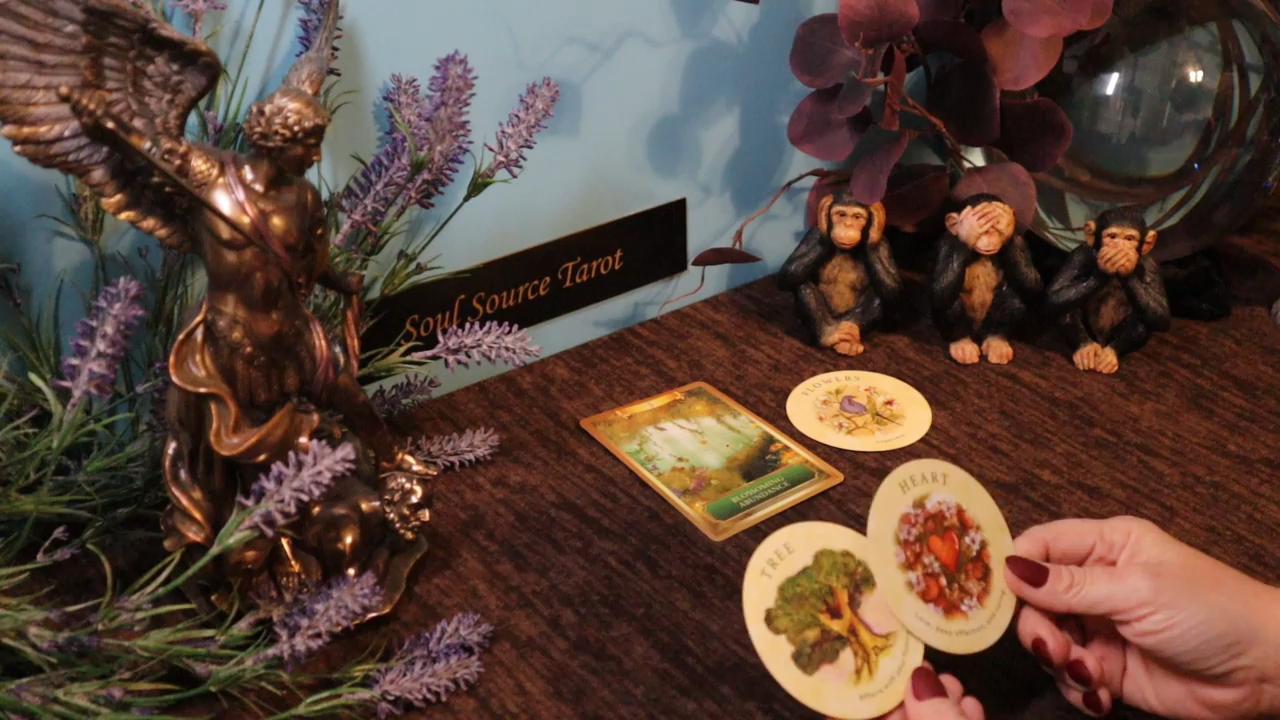 Soul Source Tarot
FLOWERS
BLOSSOMING
ABUNDANCE
HEART
TREE